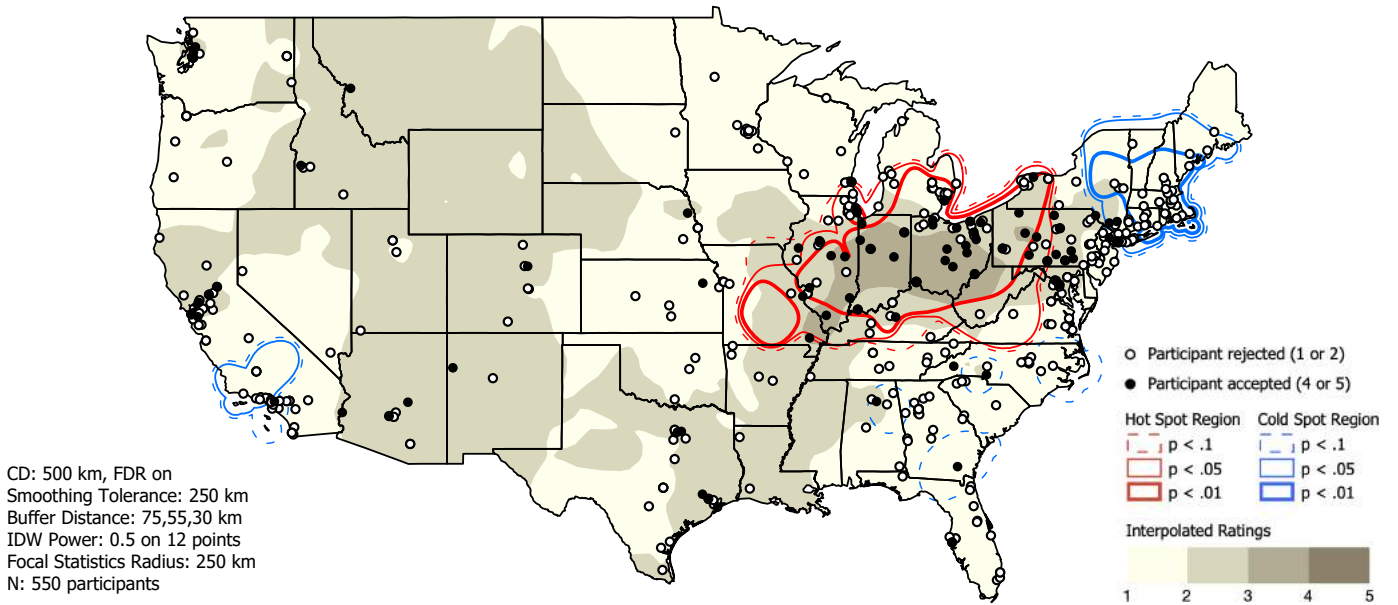 CD: 500 km, FDR on
Smoothing Tolerance: 250 km
Buffer Distance: 75,55,30 km
IDW Power: 0.5 on 12 points
Focal Statistics Radius: 250 km
N: 550 participants
Participant rejected (1 or 2)
Participant accepted (4 or 5)
Hot Spot Region Cold Spot Region
p < .1 p < .1
p < .05 p < .05
p < .01 p < .01
Interpolated Ratings
1 2 3 4 5